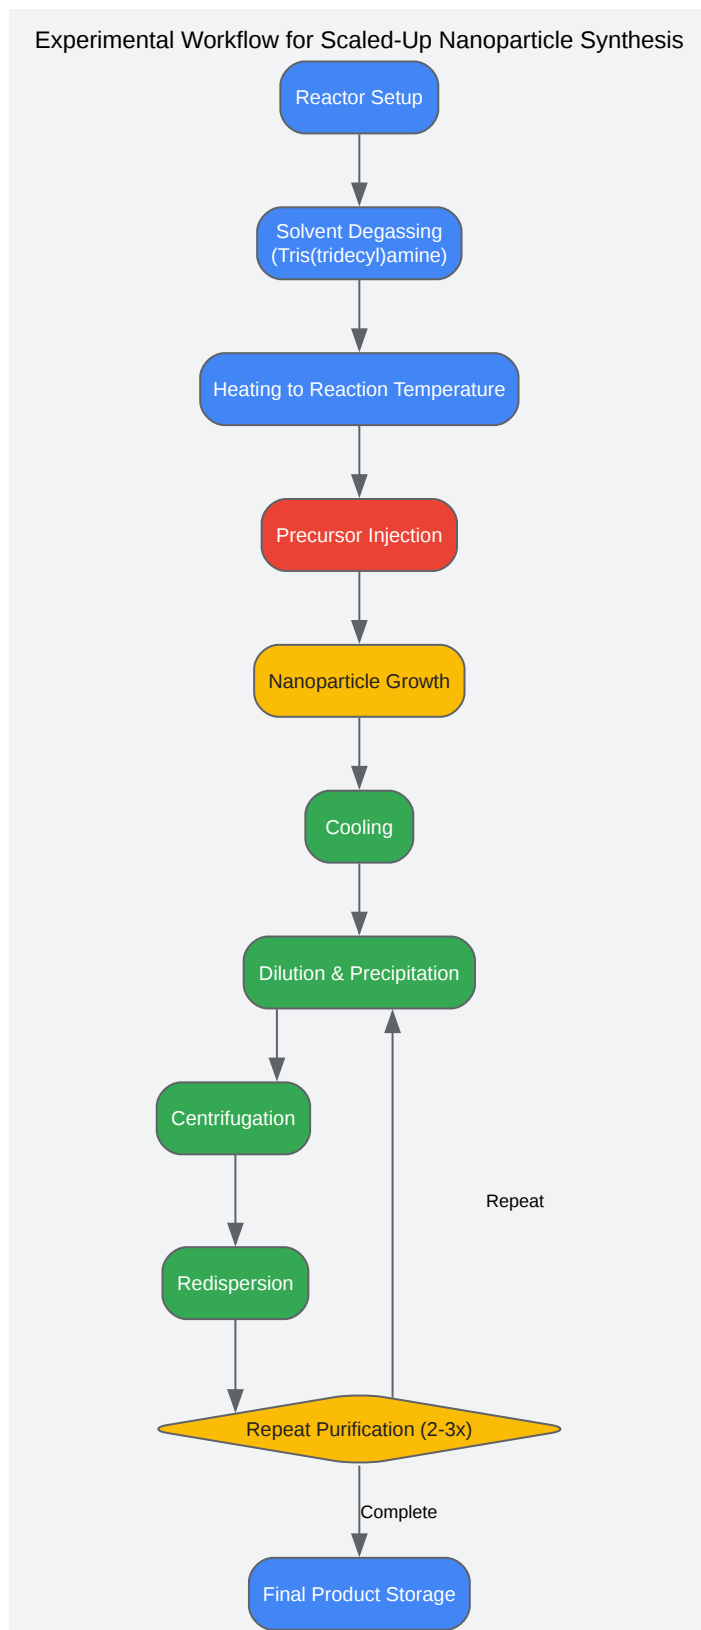 Experimental Workflow for Scaled-Up Nanoparticle Synthesis
Reactor Setup
Solvent Degassing
(Tris(tridecyl)amine)
Heating to Reaction Temperature
Precursor Injection
Nanoparticle Growth
Cooling
Dilution & Precipitation
Centrifugation
Repeat
Redispersion
Repeat Purification (2-3x)
Complete
Final Product Storage